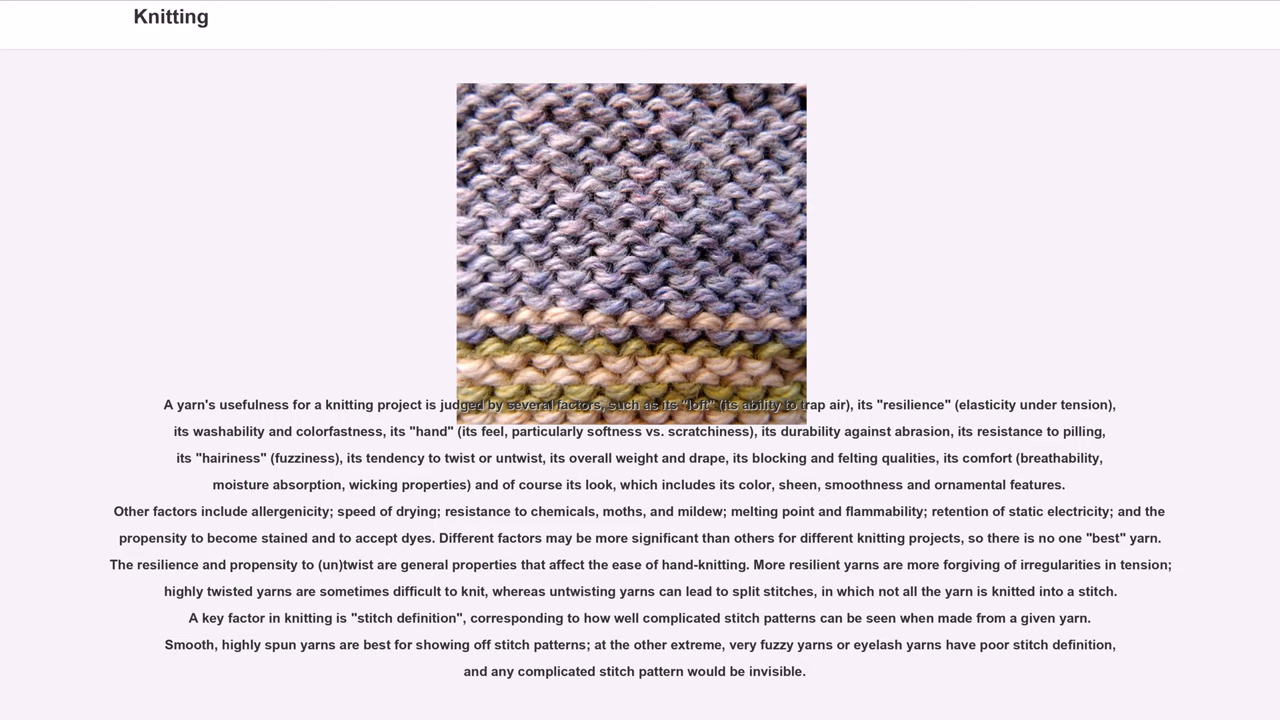 Knitting
A yarn's usefulness for a knitting project is judged by several factors, such as its "loft" (its ability to trap air), its "resilience" (elasticity under tension),
its washability and colorfastness, its "hand" (its feel, particularly softness vs. scratchiness), its durability against abrasion, its resistance to pilling,
its "hairiness" (fuzziness), its tendency to twist or untwist, its overall weight and drape, its blocking and felting qualities, its comfort (breathability,
moisture absorption, wicking properties) and of course its look, which includes its color, sheen, smoothness and ornamental features.
Other factors include allergenicity; speed of drying; resistance to chemicals, moths, and mildew; melting point and flammability; retention of static electricity; and the
propensity to become stained and to accept dyes. Different factors may be more significant than others for different knitting projects, so there is no one "best" yarn.
The resilience and propensity to (un)twist are general properties that affect the ease of hand-knitting. More resilient yarns are more forgiving of irregularities in tension;
highly twisted yarns are sometimes difficult to knit, whereas untwisting yarns can lead to split stitches, in which not all the yarn is knitted into a stitch.
A key factor in knitting is "stitch definition", corresponding to how well complicated stitch patterns can be seen when made from a given yarn.
Smooth, highly spun yarns are best for showing off stitch patterns; at the other extreme, very fuzzy yarns or eyelash yarns have poor stitch definition,
and any complicated stitch pattern would be invisible.